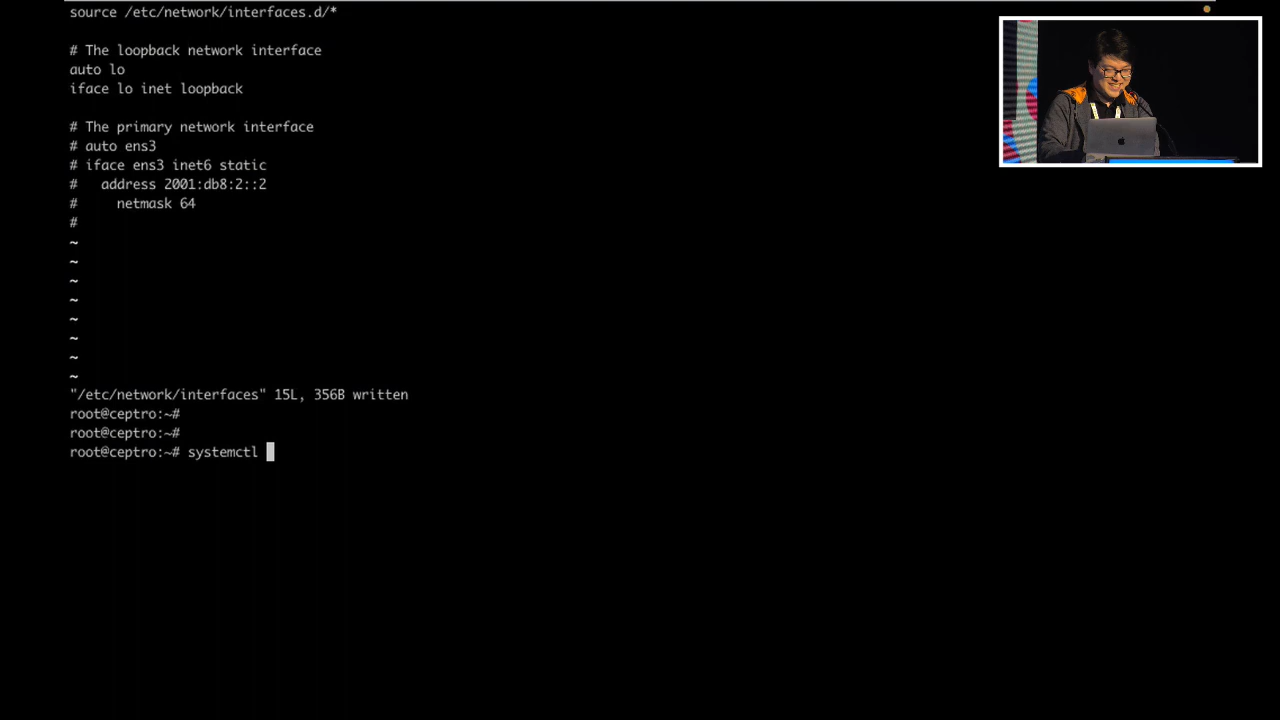 source /etc/network/interfaces.d/*
# The loopback network interface
auto lo
iface lo inet loopback
# The primary network interface
# auto ens3
# iface ens3 inet6 static
#   address 2001:db8:2::2
#     netmask 64
#
~
~
~
~
~
~
~
~
"/etc/network/interfaces" 15L, 356B written
root@ceptro:~#
root@ceptro:~#
root@ceptro:~# systemctl